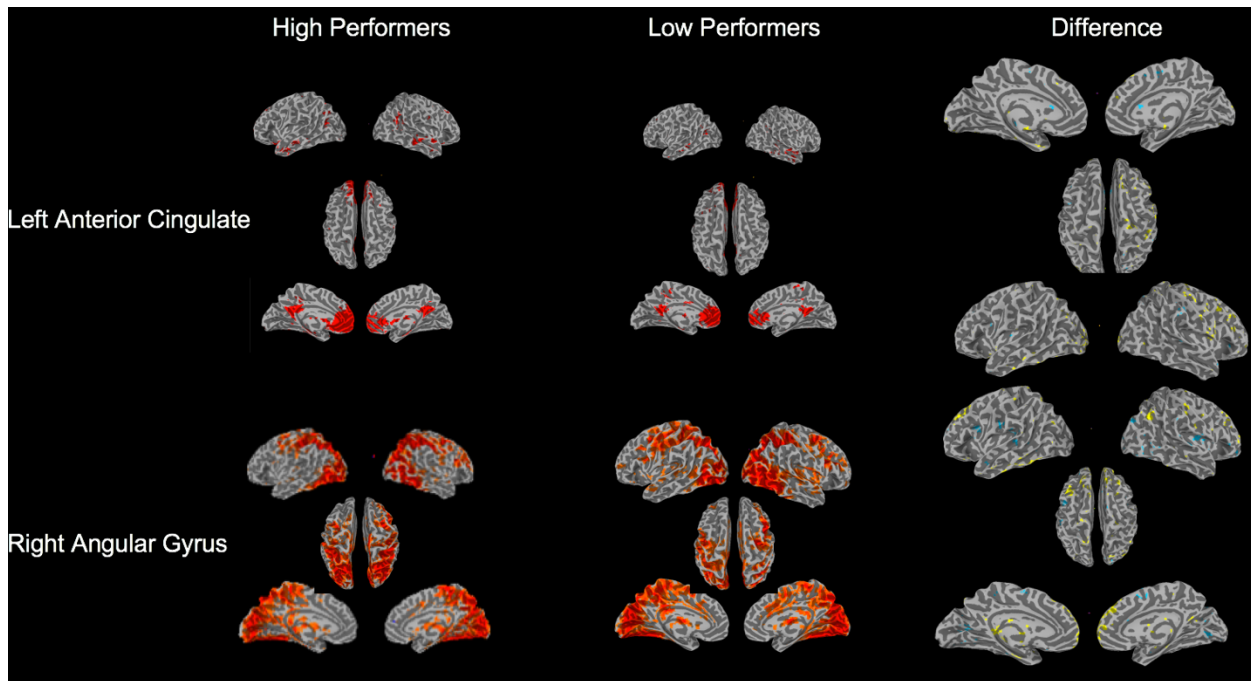 High Performers
Low Performers
Difference
Left Anterior Cingulate
Right Angular Gyrus